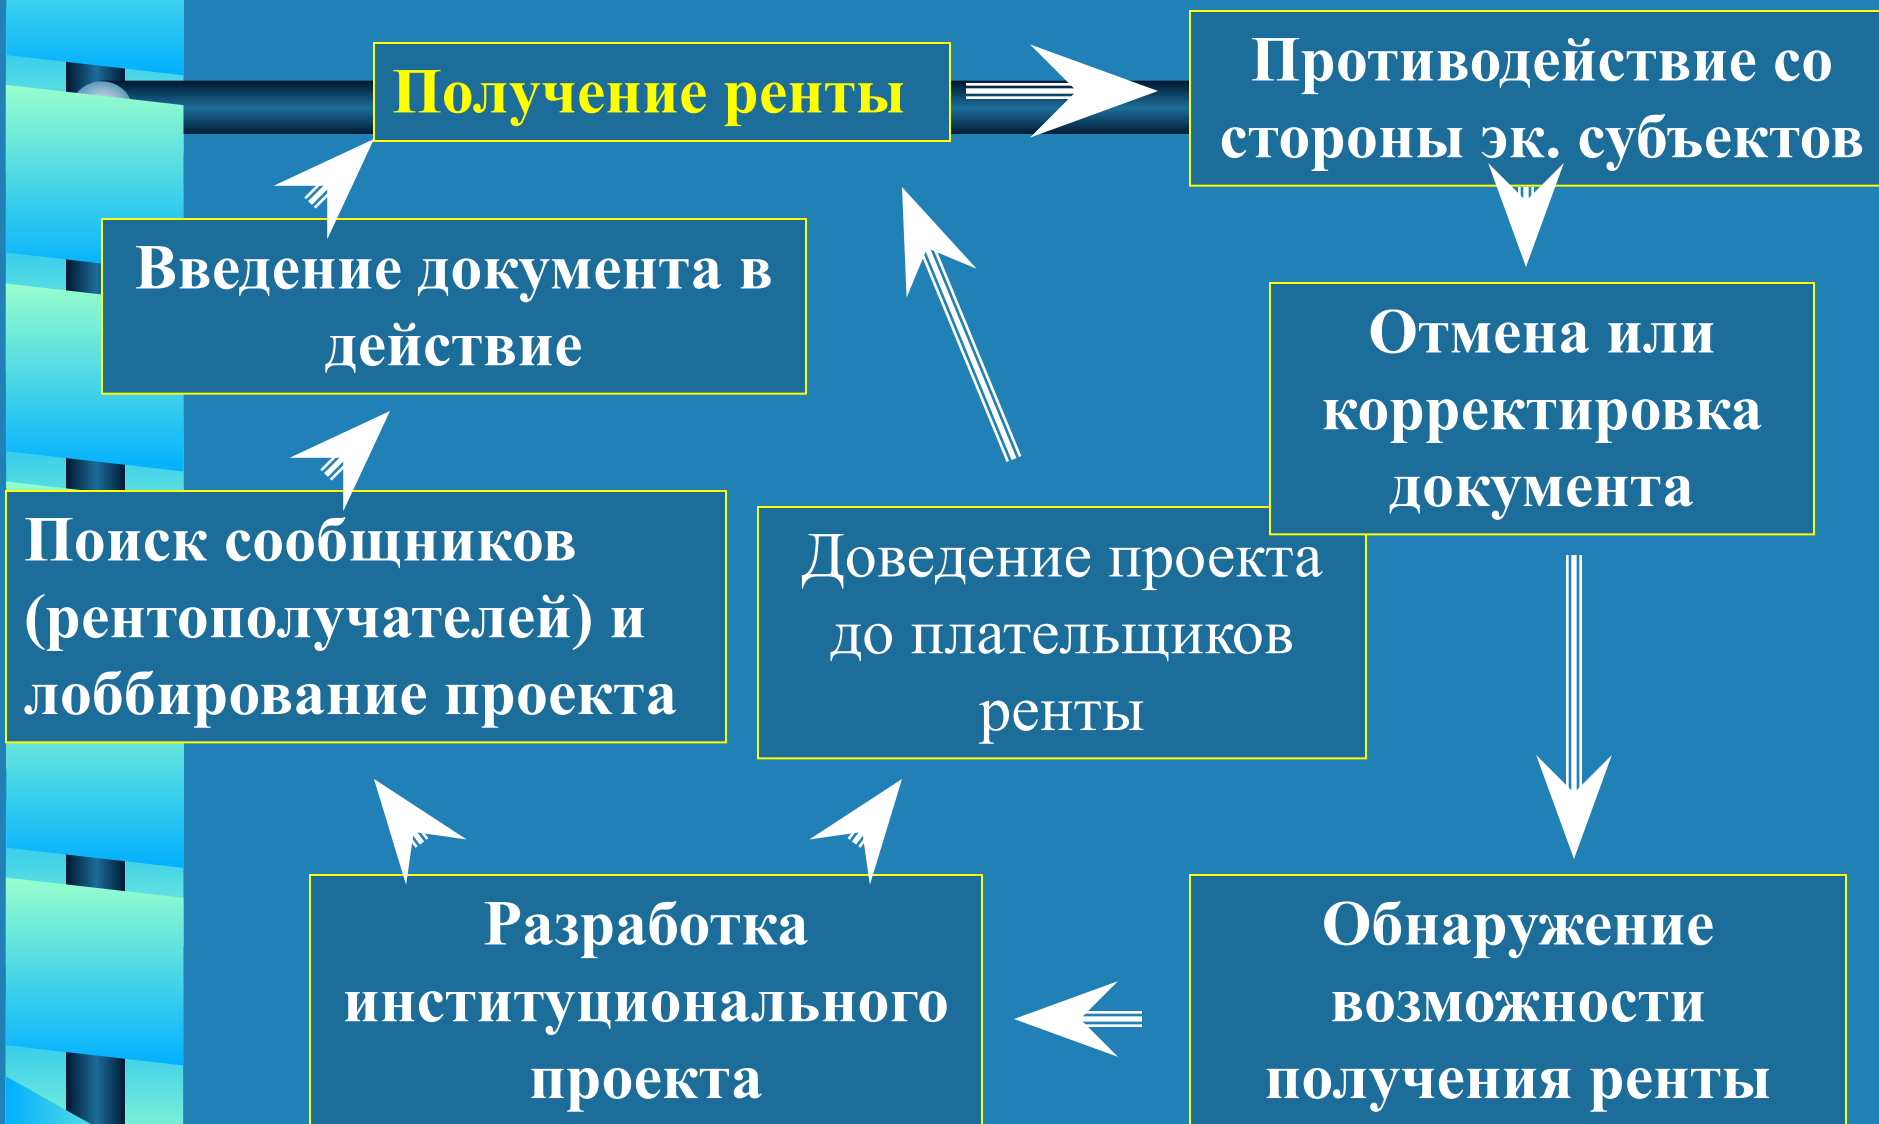 Получение ренты
Противодействие со
стороны эк. субъектов
Введение документа в
действие
Отмена или
корректировка
документа
Поиск сообщников
(рентополучателей) и
лоббирование проекта
Доведение проекта
до плательщиков
ренты
Разработка
институционального
проекта
Обнаружение
возможности
получения ренты